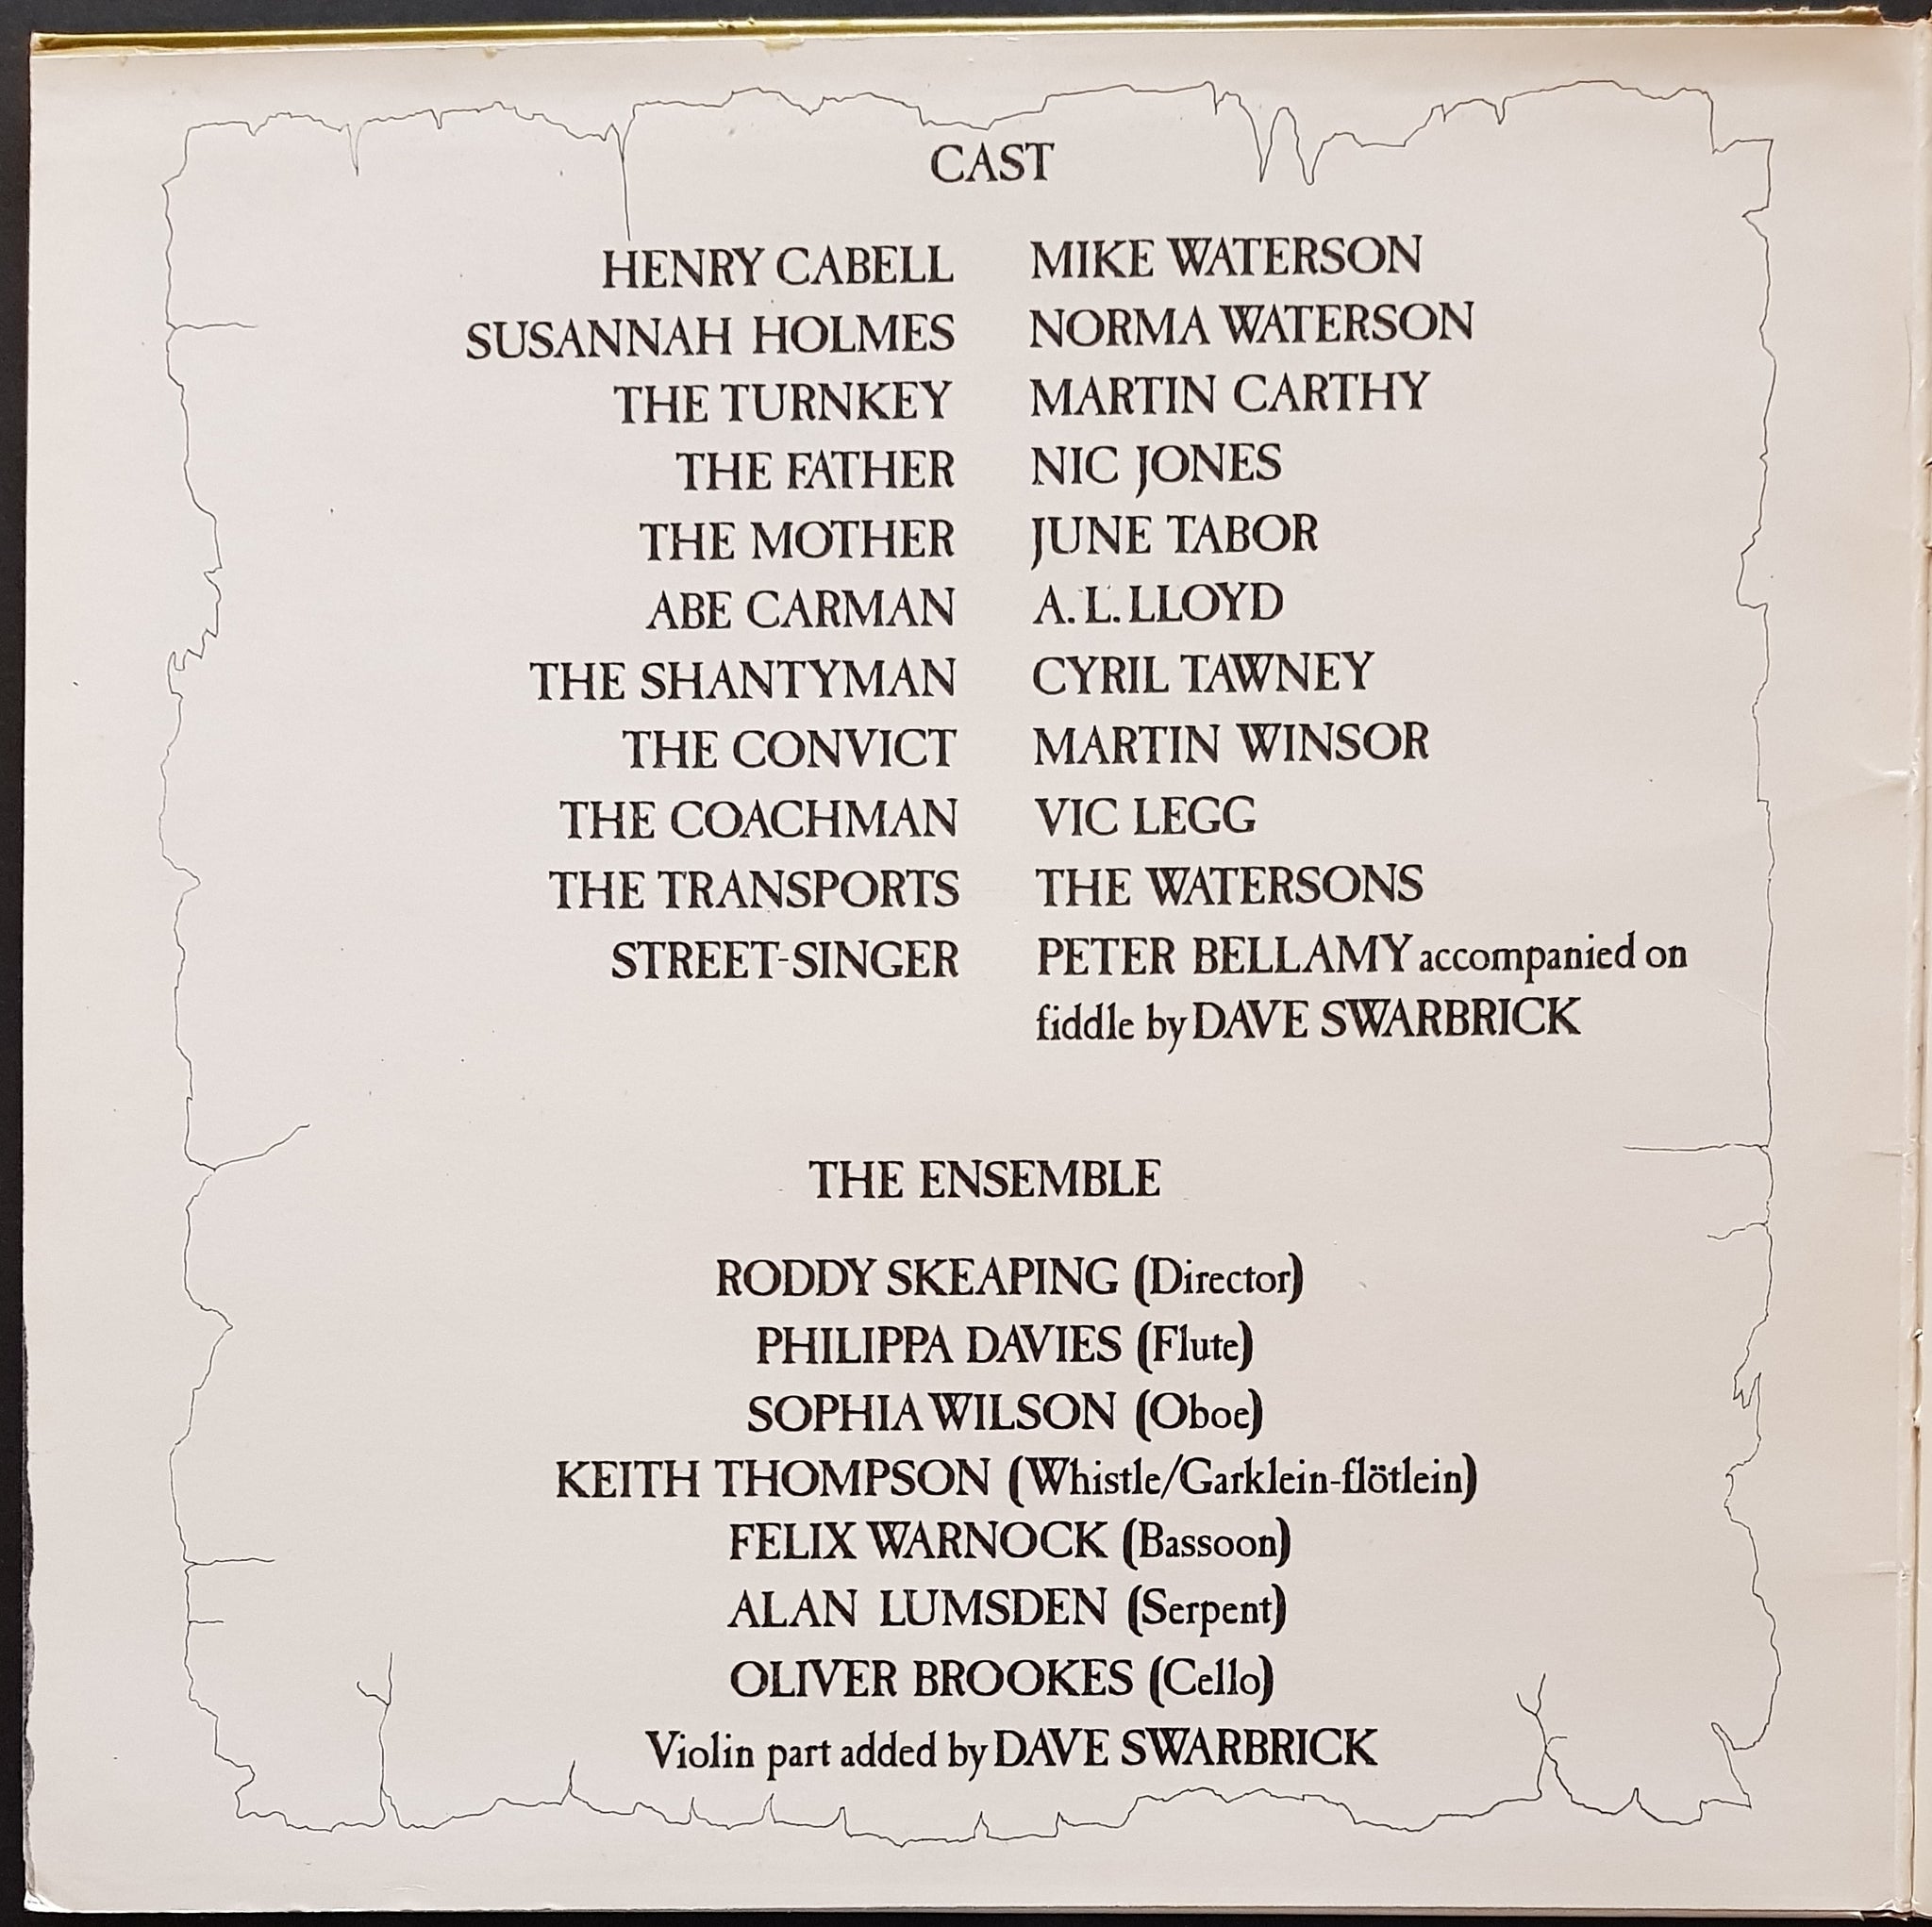 CAST
HENRY CABELL MIKE WATERSON
SUSANNAH HOLMES NORMA WATERSON
THE TURNKEY MARTIN CARTHY
THE FATHER NIC JONES
THE MOTHER JUNE TABOR
ABE CARMAN A. L. LLOYD
THE SHANTYMAN CYRIL TAWNEY
THE CONVICT MARTIN WINSOR
THE COACHMAN VIC LEGG
THE TRANSPORTS THE WATERSONS
STREET-SINGER PETER BELLAMY accompanied on
fiddle by DAVE SWARBRICK
THE ENSEMBLE
RODDY SKEAPING (Director)
PHILIPPA DAVIES (Flute)
SOPHIA WILSON (Oboe)
KEITH THOMPSON (Whistle/Garklein-flötlein)
FELIX WARNOCK (Bassoon)
ALAN LUMSDEN (Serpent)
OLIVER BROOKES (Cello)
Violin part added by DAVE SWARBRICK